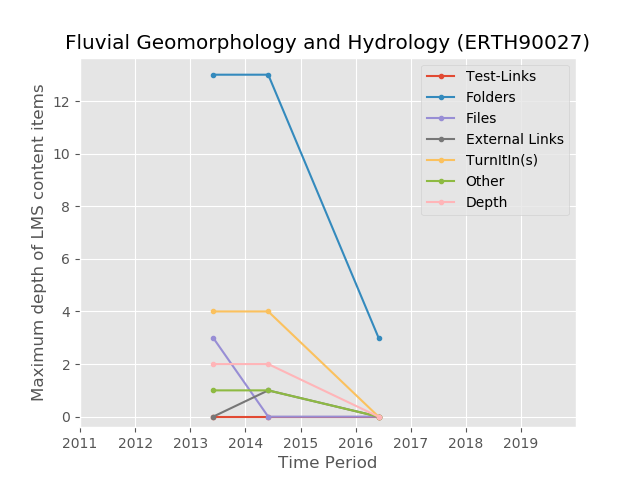 Fluvial Geomorphology and Hydrology (ERTH90027)
Test-Links
Folders
Files
External Links
TurnItIn(s)
Other
Depth
Maximum depth of LMS content items
12
10
8
6
4
2
0
2011 2012 2013 2014 2015 2016 2017 2018 2019
Time Period